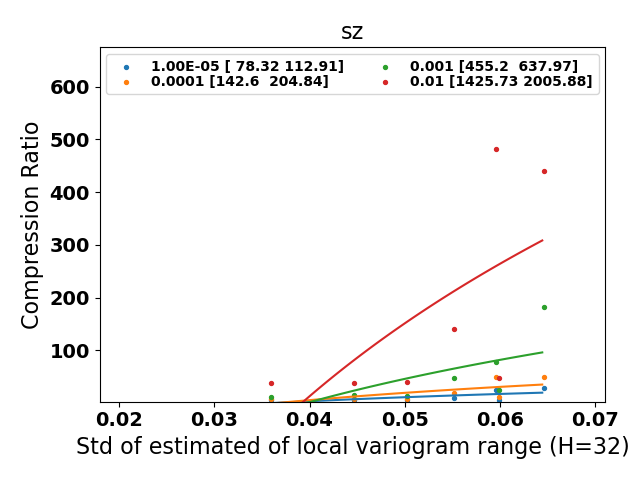 sz
1.00E-05 [ 78.32 112.91]
0.0001 [142.6  204.84]
0.001 [455.2  637.97]
0.01 [1425.73 2005.88]
Compression Ratio
600
500
400
300
200
100
0.02 0.03 0.04 0.05 0.06 0.07
Std of estimated of local variogram range (H=32)